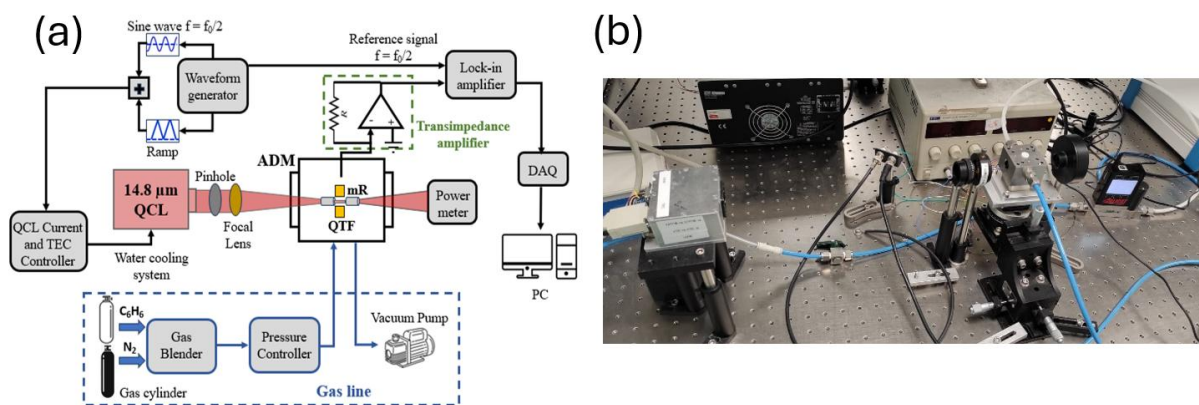 (a)
(b)
Sine wave f = f₀/2
Reference signal
f = f₀/2
Waveform
generator
Lock-in
amplifier
Ramp
R
-
+
Transimpedance
amplifier
ADM
DAQ
14.8 µm
QCL
Pinhole
mR
QTF
Power
meter
Focal
Lens
QCL Current
and TEC
Controller
Water cooling
system
PC
C₆H₆
N₂
Gas
Blender
Pressure
Controller
Vacuum Pump
Gas cylinder
Gas line